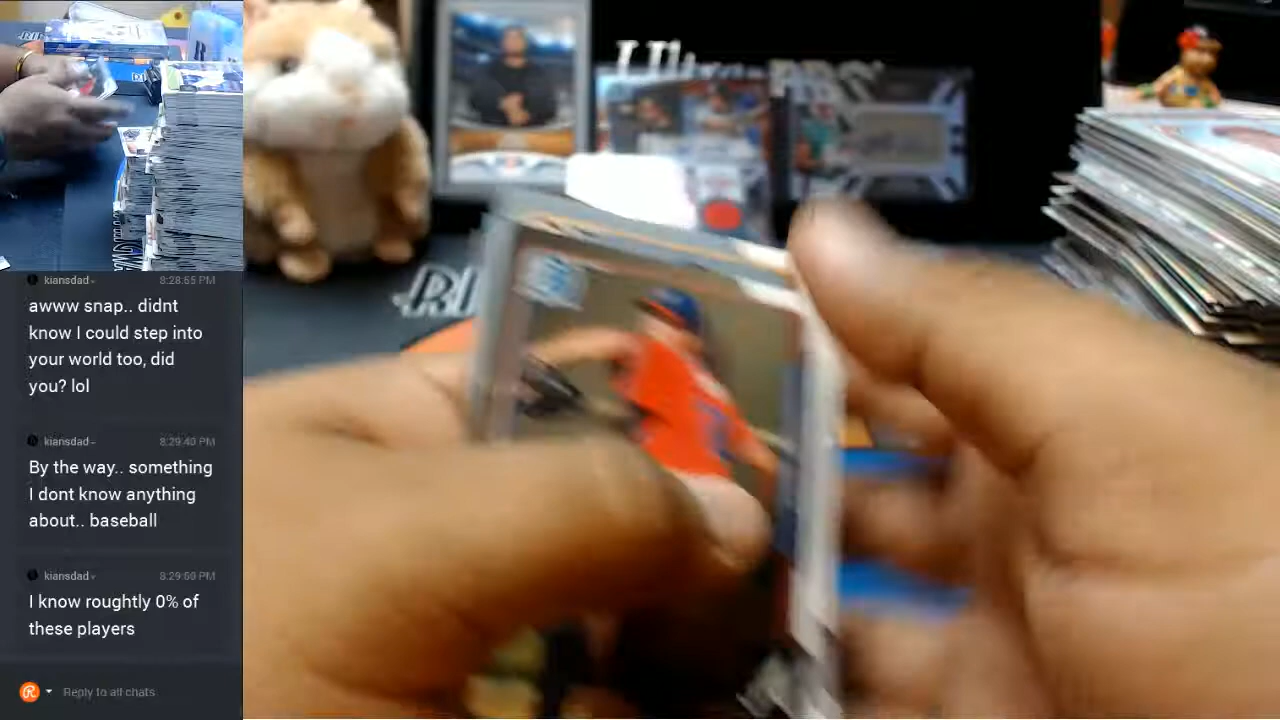 kiansdad 8:28:55 PM
awww snap.. didnt
know I could step into
your world too, did
you? lol
kiansdad 8:29:40 PM
By the way.. something
I dont know anything
about.. baseball
kiansdad 8:29:50 PM
I know roughtly 0% of
these players
Reply to all chats